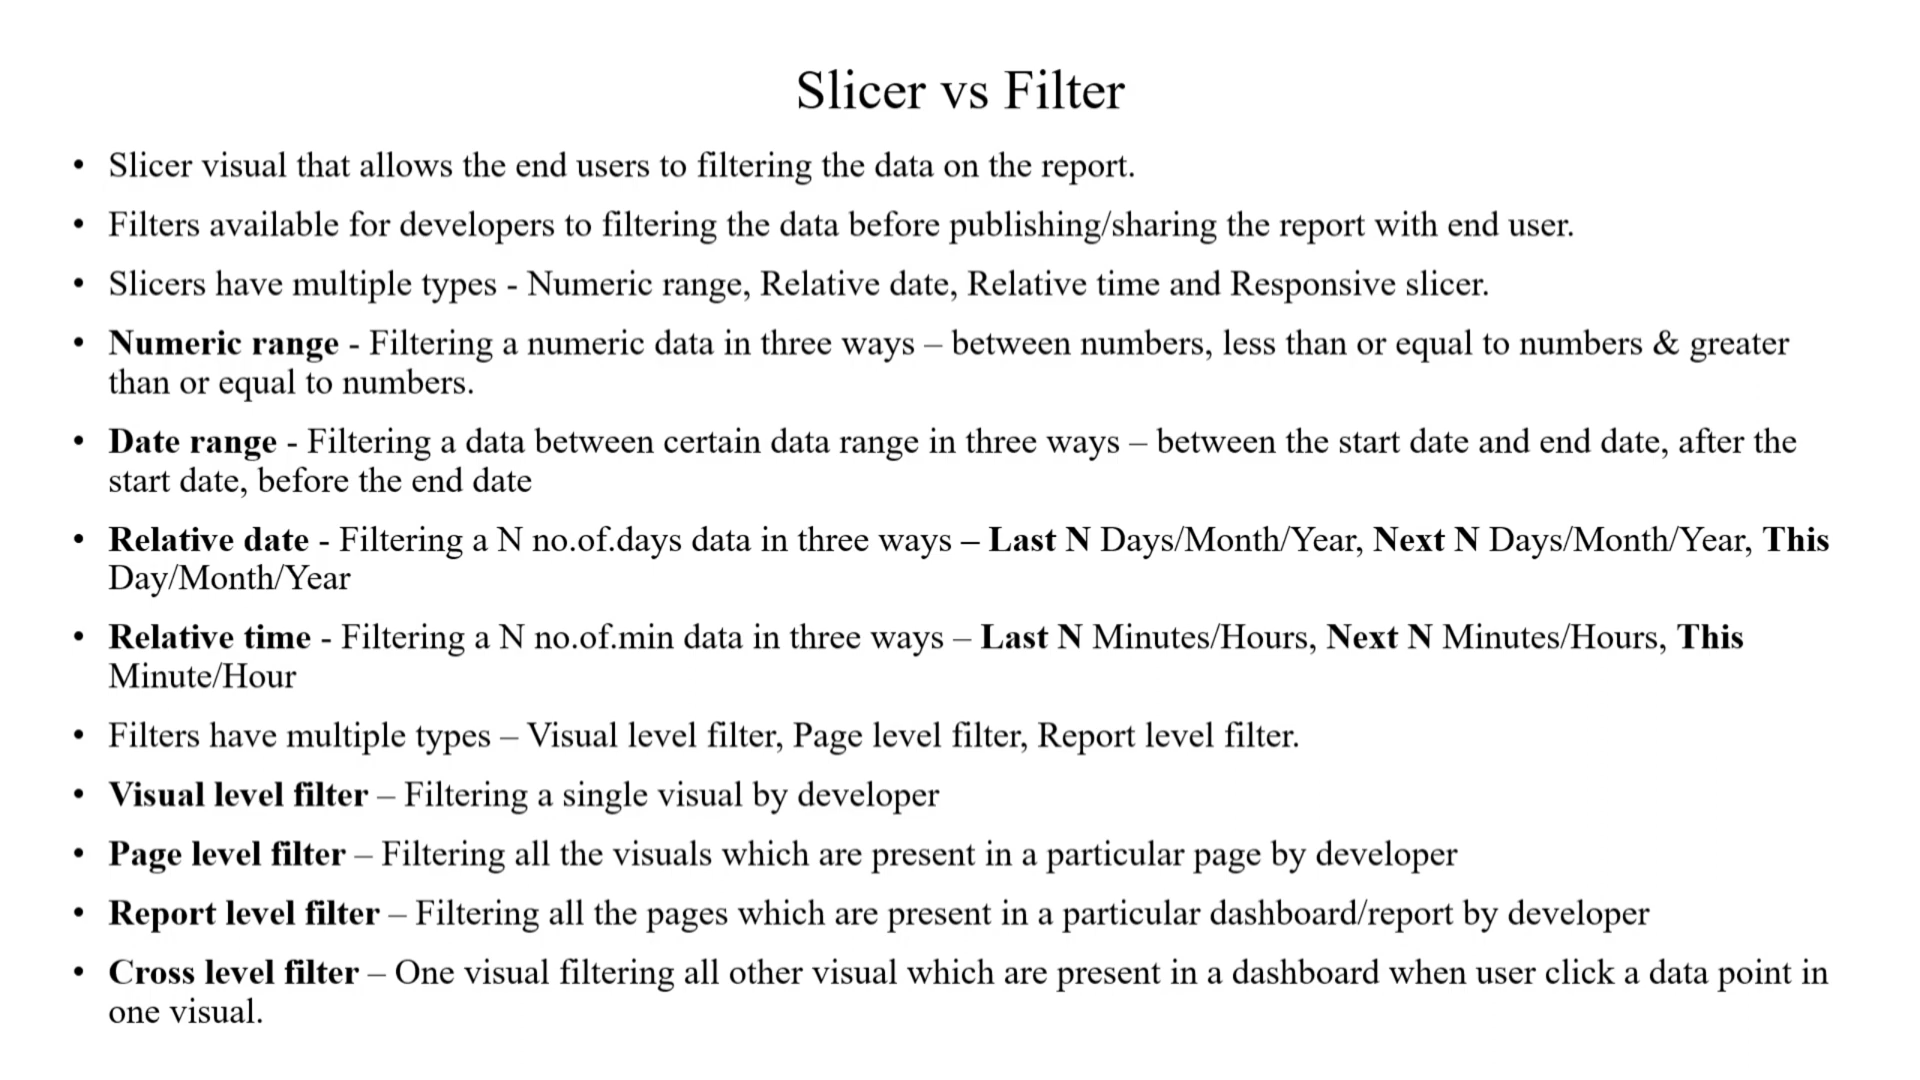 Slicer vs Filter
• Slicer visual that allows the end users to filtering the data on the report.
• Filters available for developers to filtering the data before publishing/sharing the report with end user.
• Slicers have multiple types - Numeric range, Relative date, Relative time and Responsive slicer.
• Numeric range - Filtering a numeric data in three ways – between numbers, less than or equal to numbers & greater
than or equal to numbers.
• Date range - Filtering a data between certain data range in three ways – between the start date and end date, after the
start date, before the end date
• Relative date - Filtering a N no.of.days data in three ways – Last N Days/Month/Year, Next N Days/Month/Year, This
Day/Month/Year
• Relative time - Filtering a N no.of.min data in three ways – Last N Minutes/Hours, Next N Minutes/Hours, This
Minute/Hour
• Filters have multiple types – Visual level filter, Page level filter, Report level filter.
• Visual level filter – Filtering a single visual by developer
• Page level filter – Filtering all the visuals which are present in a particular page by developer
• Report level filter – Filtering all the pages which are present in a particular dashboard/report by developer
• Cross level filter – One visual filtering all other visual which are present in a dashboard when user click a data point in
one visual.